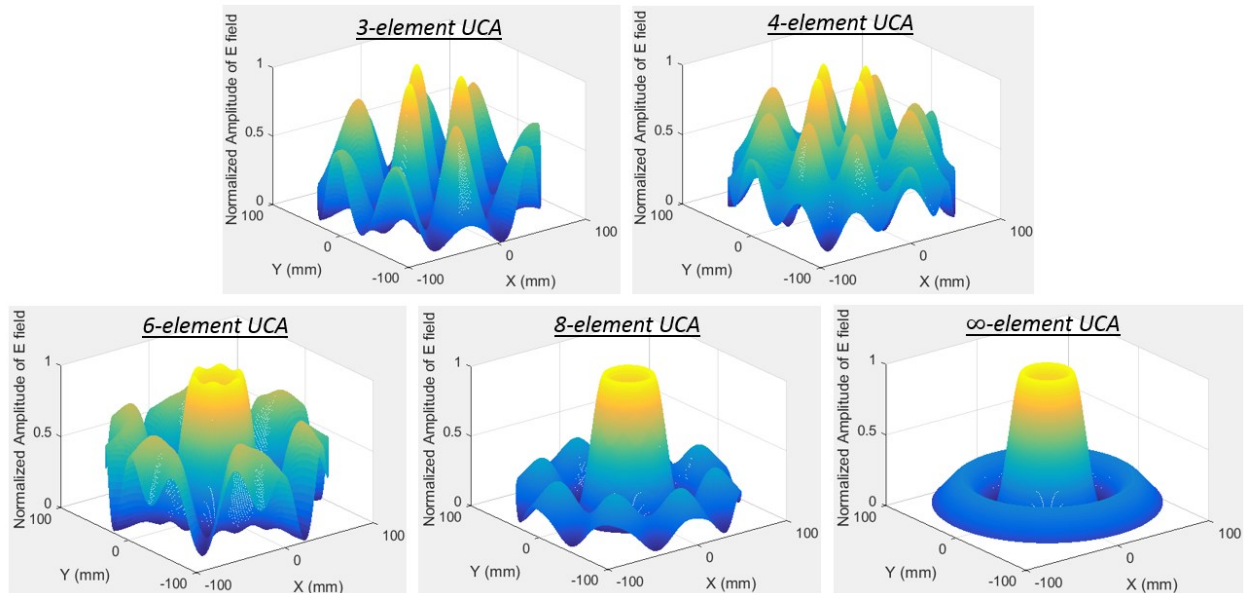 3-element UCA
Normalized Amplitude of E field
1
0.5
0
100
0
-100
Y (mm)
-100
0
100
X (mm)
4-element UCA
Normalized Amplitude of E field
1
0.5
0
100
0
-100
Y (mm)
-100
0
100
X (mm)
6-element UCA
Normalized Amplitude of E field
1
0.5
0
100
0
-100
Y (mm)
-100
0
100
X (mm)
8-element UCA
Normalized Amplitude of E field
1
0.5
0
100
0
-100
Y (mm)
-100
0
100
X (mm)
∞-element UCA
Normalized Amplitude of E field
1
0.5
0
100
0
-100
Y (mm)
-100
0
100
X (mm)